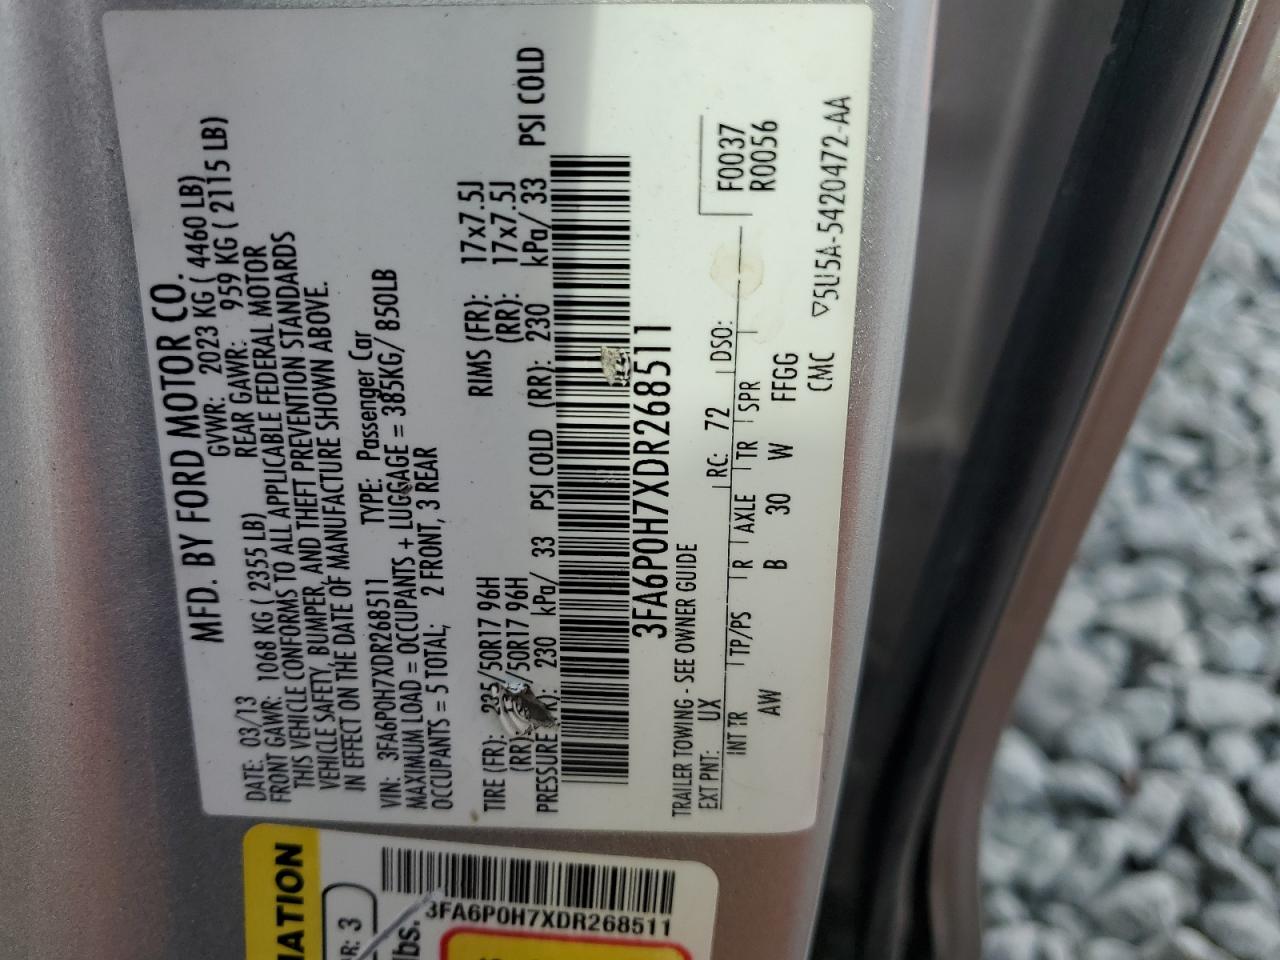 MFD. BY FORD MOTOR CO.
DATE: 03/13 GVWR: 2023 KG ( 4460 LB)
FRONT GAWR: 1068 KG ( 2355 LB) REAR GAWR: 959 KG ( 2115 LB)
THIS VEHICLE CONFORMS TO ALL APPLICABLE FEDERAL MOTOR
VEHICLE SAFETY, BUMPER, AND THEFT PREVENTION STANDARDS
IN EFFECT ON THE DATE OF MANUFACTURE SHOWN ABOVE.
VIN: 3FA6P0H7XDR268511 TYPE: Passenger Car
MAXIMUM LOAD = OCCUPANTS + LUGGAGE = 385KG/ 850LB
OCCUPANTS = 5 TOTAL; 2 FRONT, 3 REAR
TIRE (FR): 235/50R17 96H RIMS (FR): 17x7.5J
(RR) /50R17 96H (RR): 17x7.5J
PRESSURE 230 kPa/ 33 PSI COLD (RR): 230 kPa/ 33 PSI COLD
3FA6P0H7XDR268511
TRAILER TOWING - SEE OWNER GUIDE
EXT PNT: UX RC: 72 DSO: F0037
R0056
INT TR TP/PS R AXLE TR SPR
AW B 30 W FFGG
CMC ▽5U5A-5420472-AA
MATION
AR: 3
lbs.
3FA6P0H7XDR268511